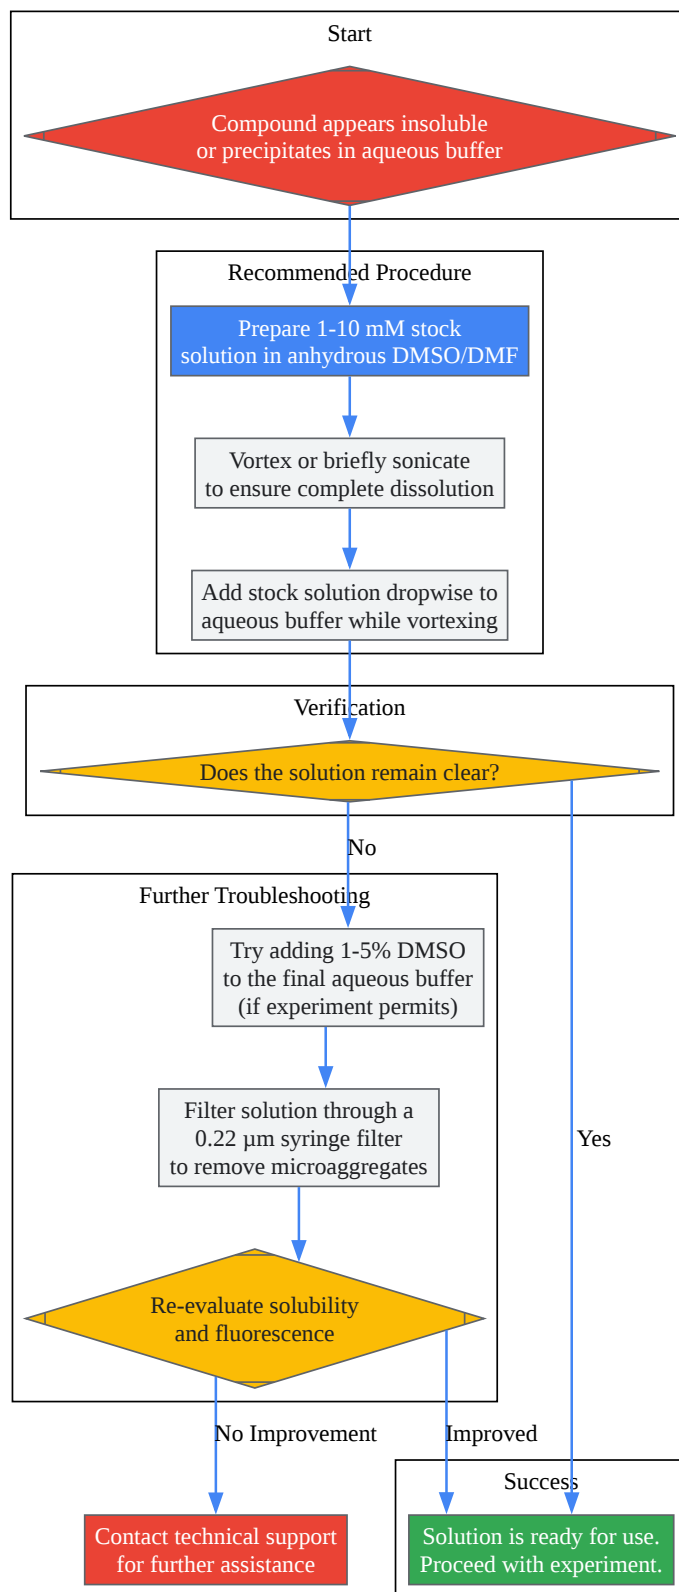 Start
Compound appears insoluble
or precipitates in aqueous buffer
Recommended Procedure
Prepare 1-10 mM stock
solution in anhydrous DMSO/DMF
Vortex or briefly sonicate
to ensure complete dissolution
Add stock solution dropwise to
aqueous buffer while vortexing
Verification
Does the solution remain clear?
No
Further Troubleshooting
Try adding 1-5% DMSO
to the final aqueous buffer
(if experiment permits)
Filter solution through a
0.22 µm syringe filter
to remove microaggregates
Yes
Re-evaluate solubility
and fluorescence
No Improvement
Improved
Success
Contact technical support
for further assistance
Solution is ready for use.
Proceed with experiment.